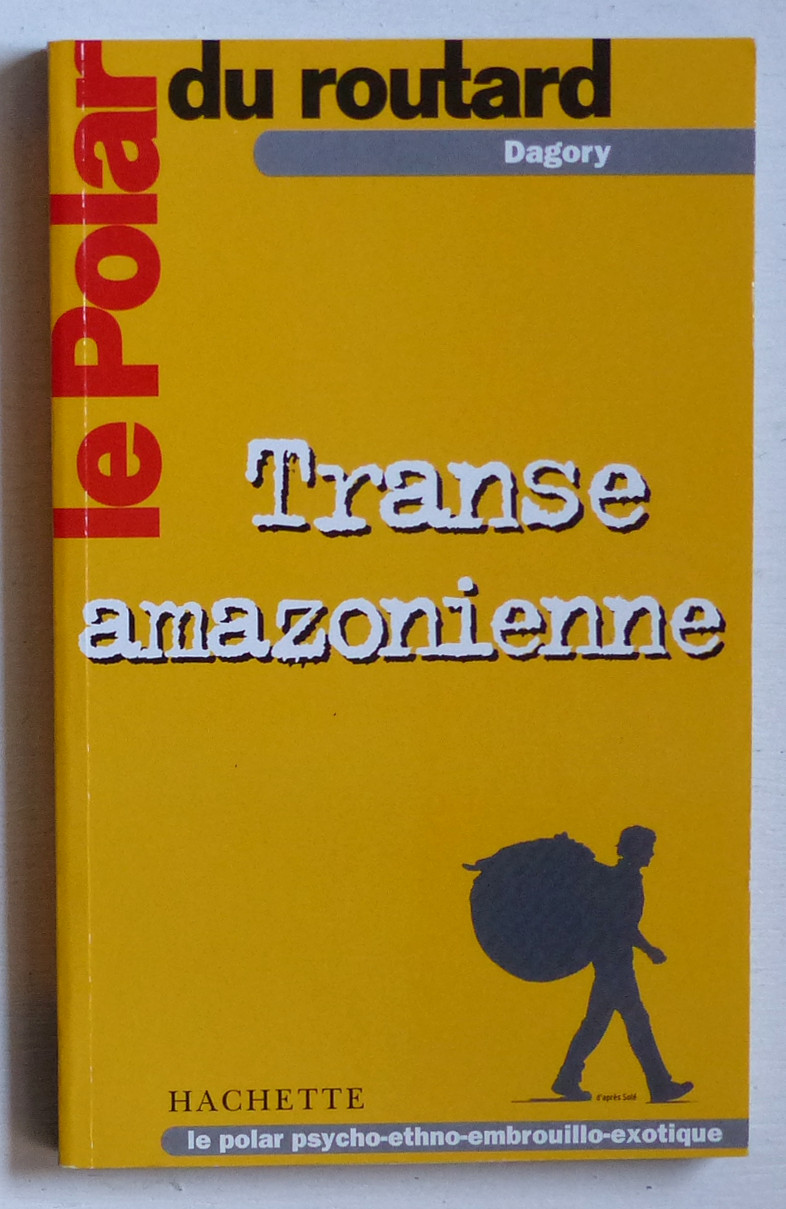 le Polar
du routard
Dagory
Transe
amazonienne
d'après Solé
HACHETTE
le polar psycho-ethno-embrouillo-exotique